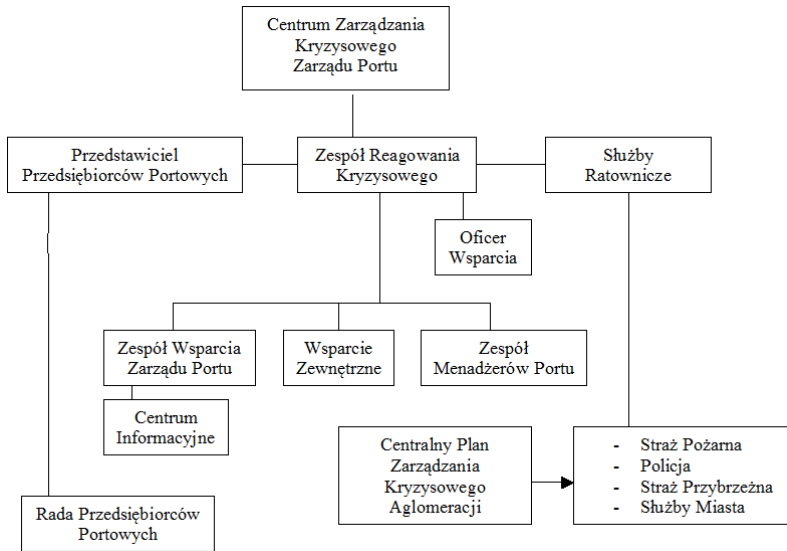 Centrum Zarządzania
Kryzysowego
Zarządu Portu
Przedstawiciel
Przedsiębiorców Portowych
Zespół Reagowania
Kryzysowego
Służby
Ratownicze
Oficer
Wsparcia
Zespół Wsparcia
Zarządu Portu
Wsparcie
Zewnętrzne
Zespół
Menadżerów Portu
Centrum
Informacyjne
Centralny Plan
Zarządzania
Kryzysowego
Aglomeracji
- Straż Pożarna
- Policja
- Straż Przybrzeżna
- Służby Miasta
Rada Przedsiębiorców
Portowych